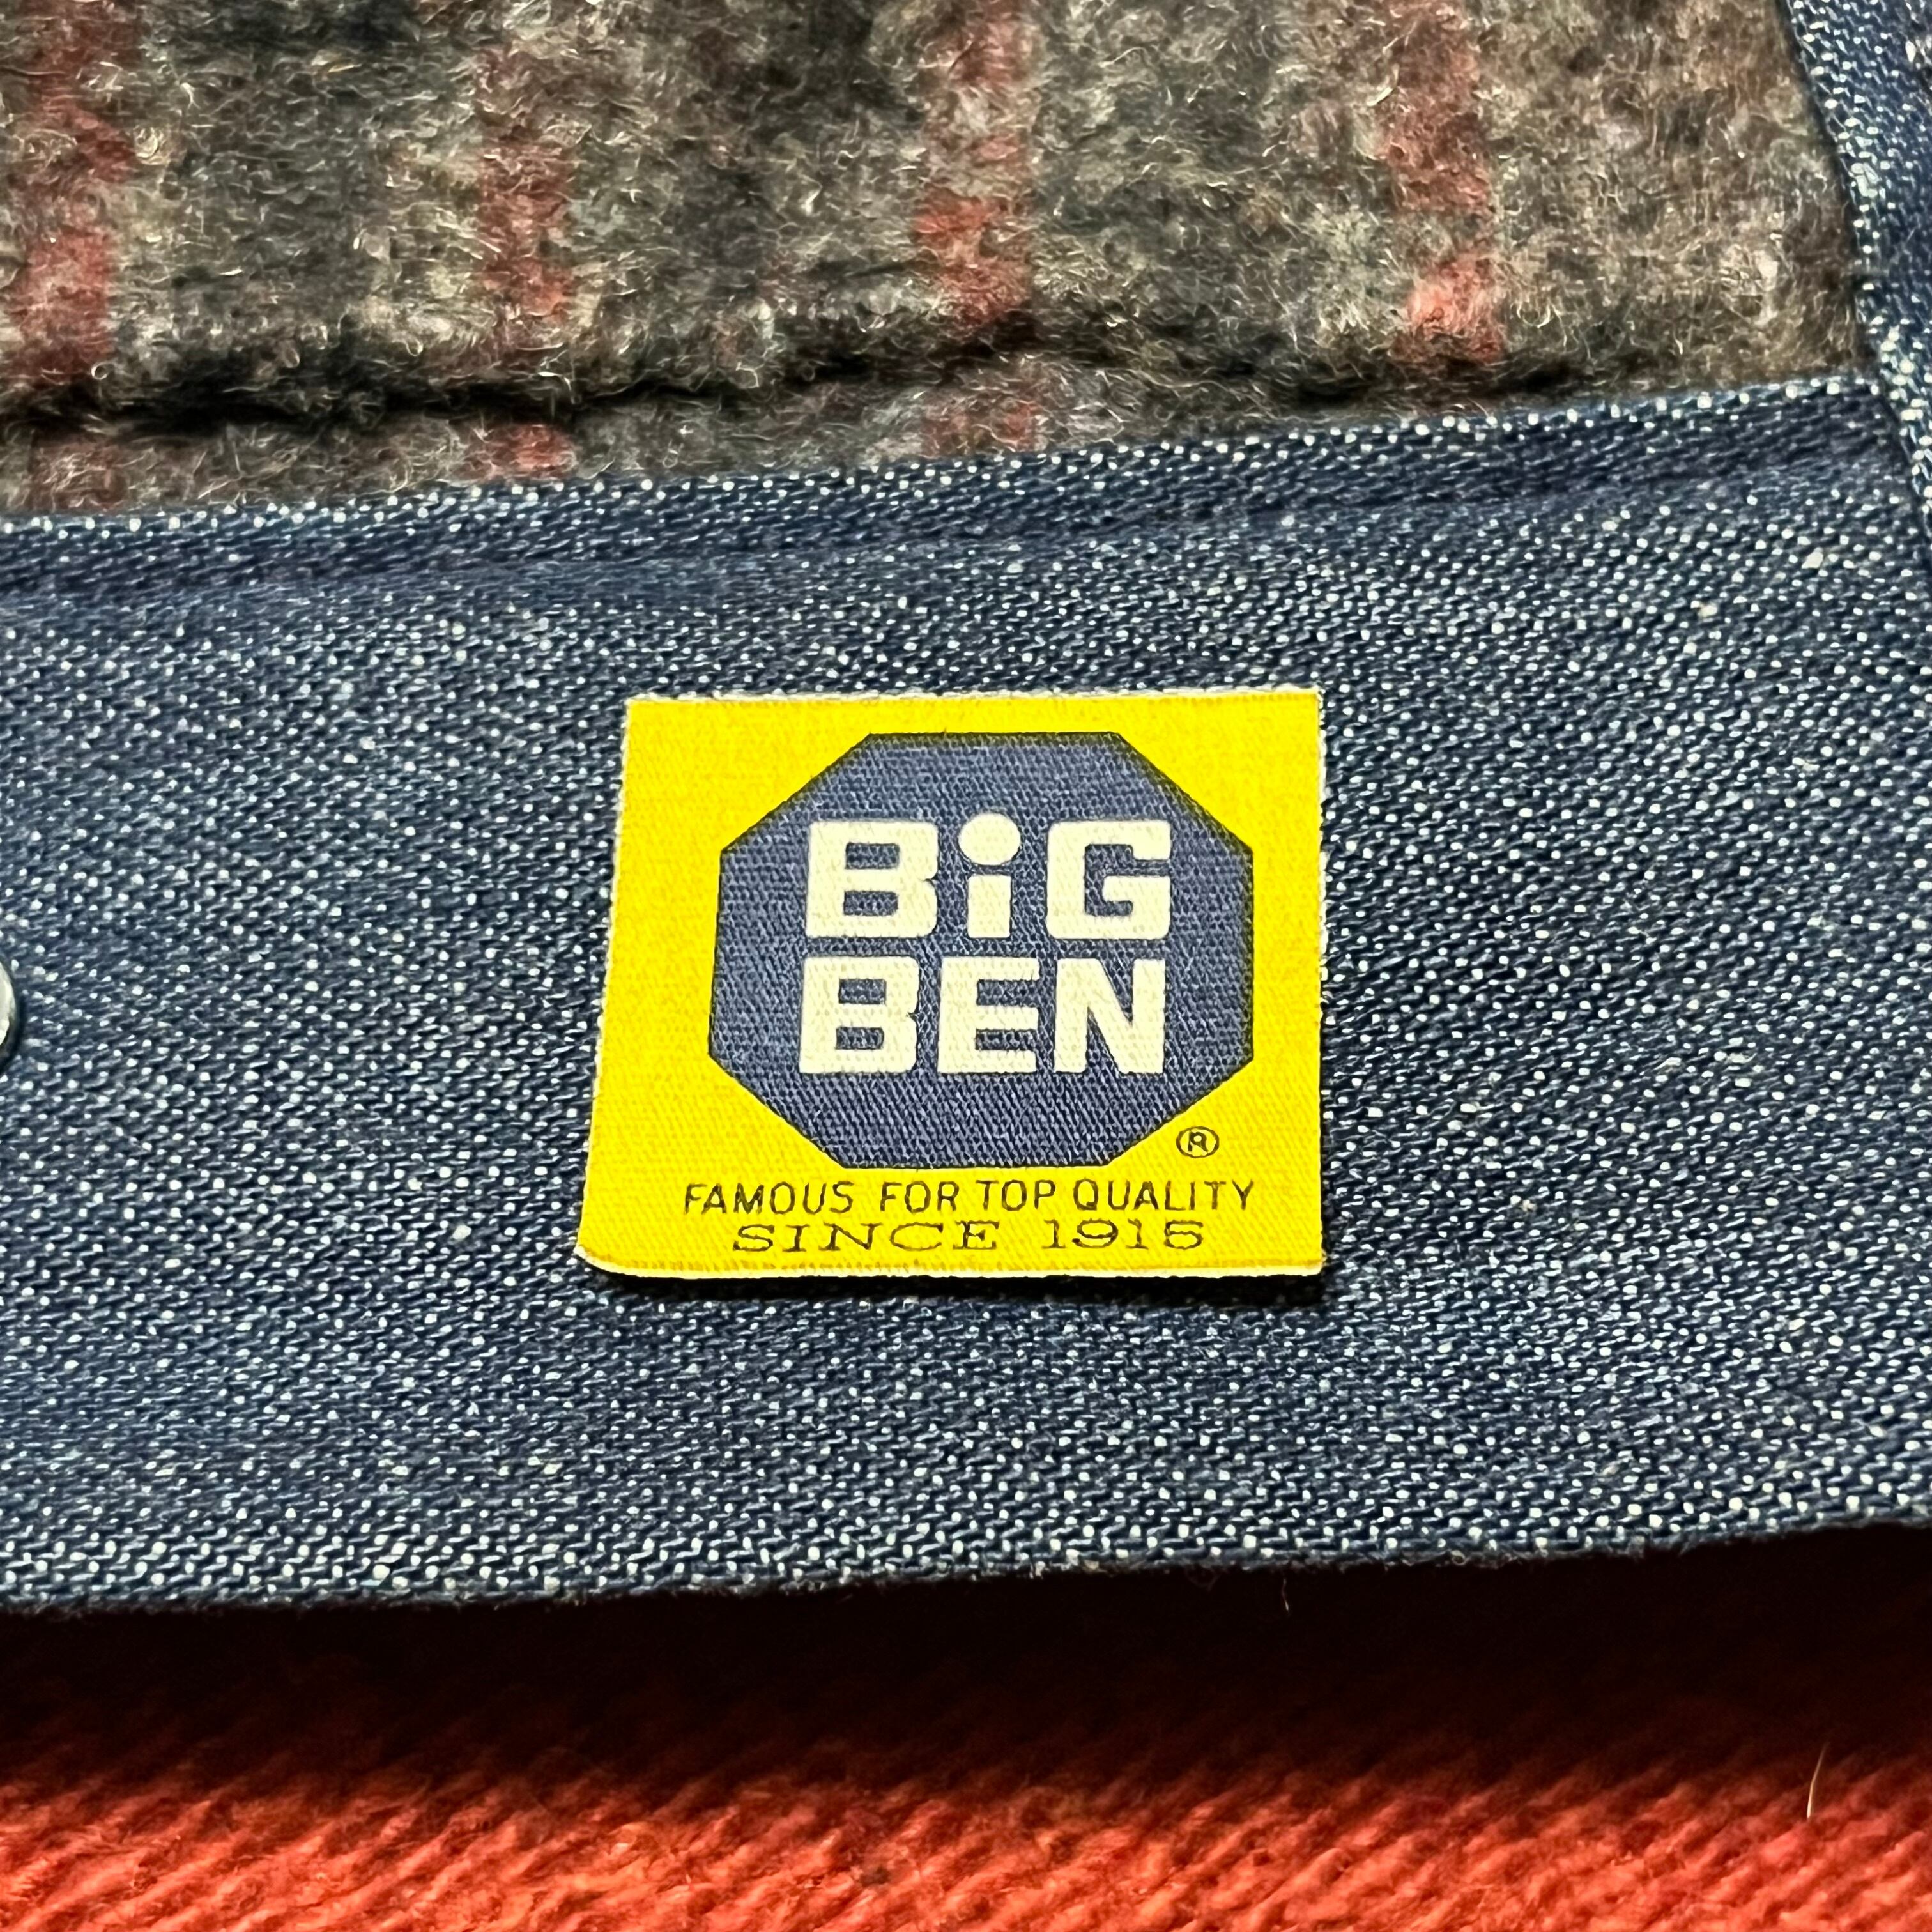 BiG
BEN
®
FAMOUS FOR TOP QUALITY
SINCE 1915